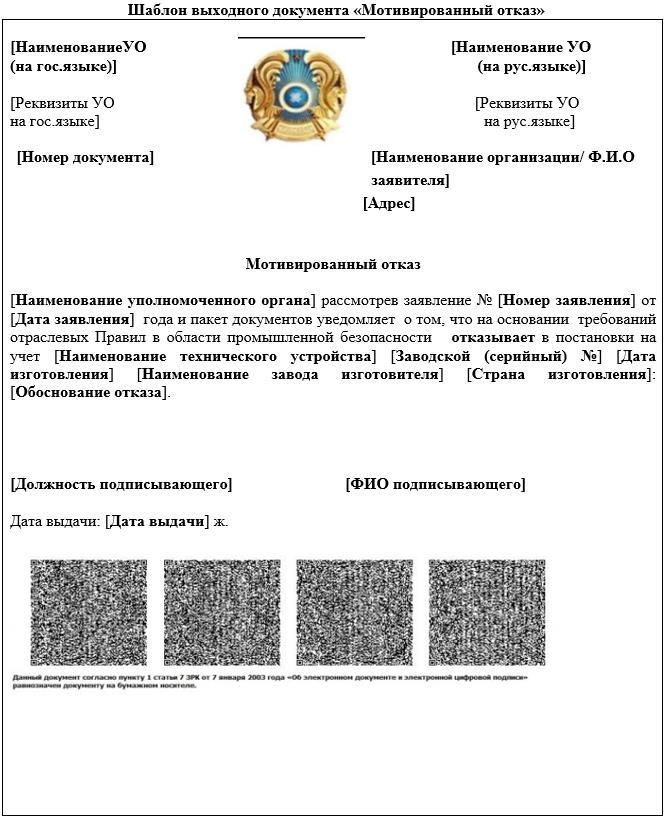 Шаблон выходного документа «Мотивированный отказ»
[НаименованиеУО
(на гос.языке)]
[Наименование УО
(на рус.языке)]
[Реквизиты УО
на гос.языке]
[Реквизиты УО
на рус.языке]
[Номер документа]
[Наименование организации/ Ф.И.О
заявителя]
[Адрес]
Мотивированный отказ
[Наименование уполномоченного органа] рассмотрев заявление № [Номер заявления] от
[Дата заявления] года и пакет документов уведомляет о том, что на основании требований
отраслевых Правил в области промышленной безопасности отказывает в постановки на
учет [Наименование технического устройства] [Заводской (серийный) №] [Дата
изготовления] [Наименование завода изготовителя] [Страна изготовления]:
[Обоснование отказа].
[Должность подписывающего] [ФИО подписывающего]
Дата выдачи: [Дата выдачи] ж.
Данный документ согласно пункту 1 статьи 7 ЗРК от 7 января 2003 года «Об электронном документе и электронной цифровой подписи»
равнозначен документу на бумажном носителе.